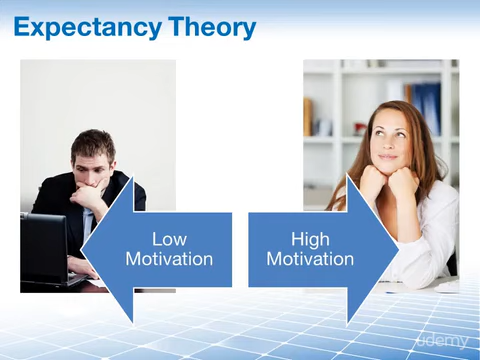 Expectancy Theory
Low
Motivation
High
Motivation
udemy